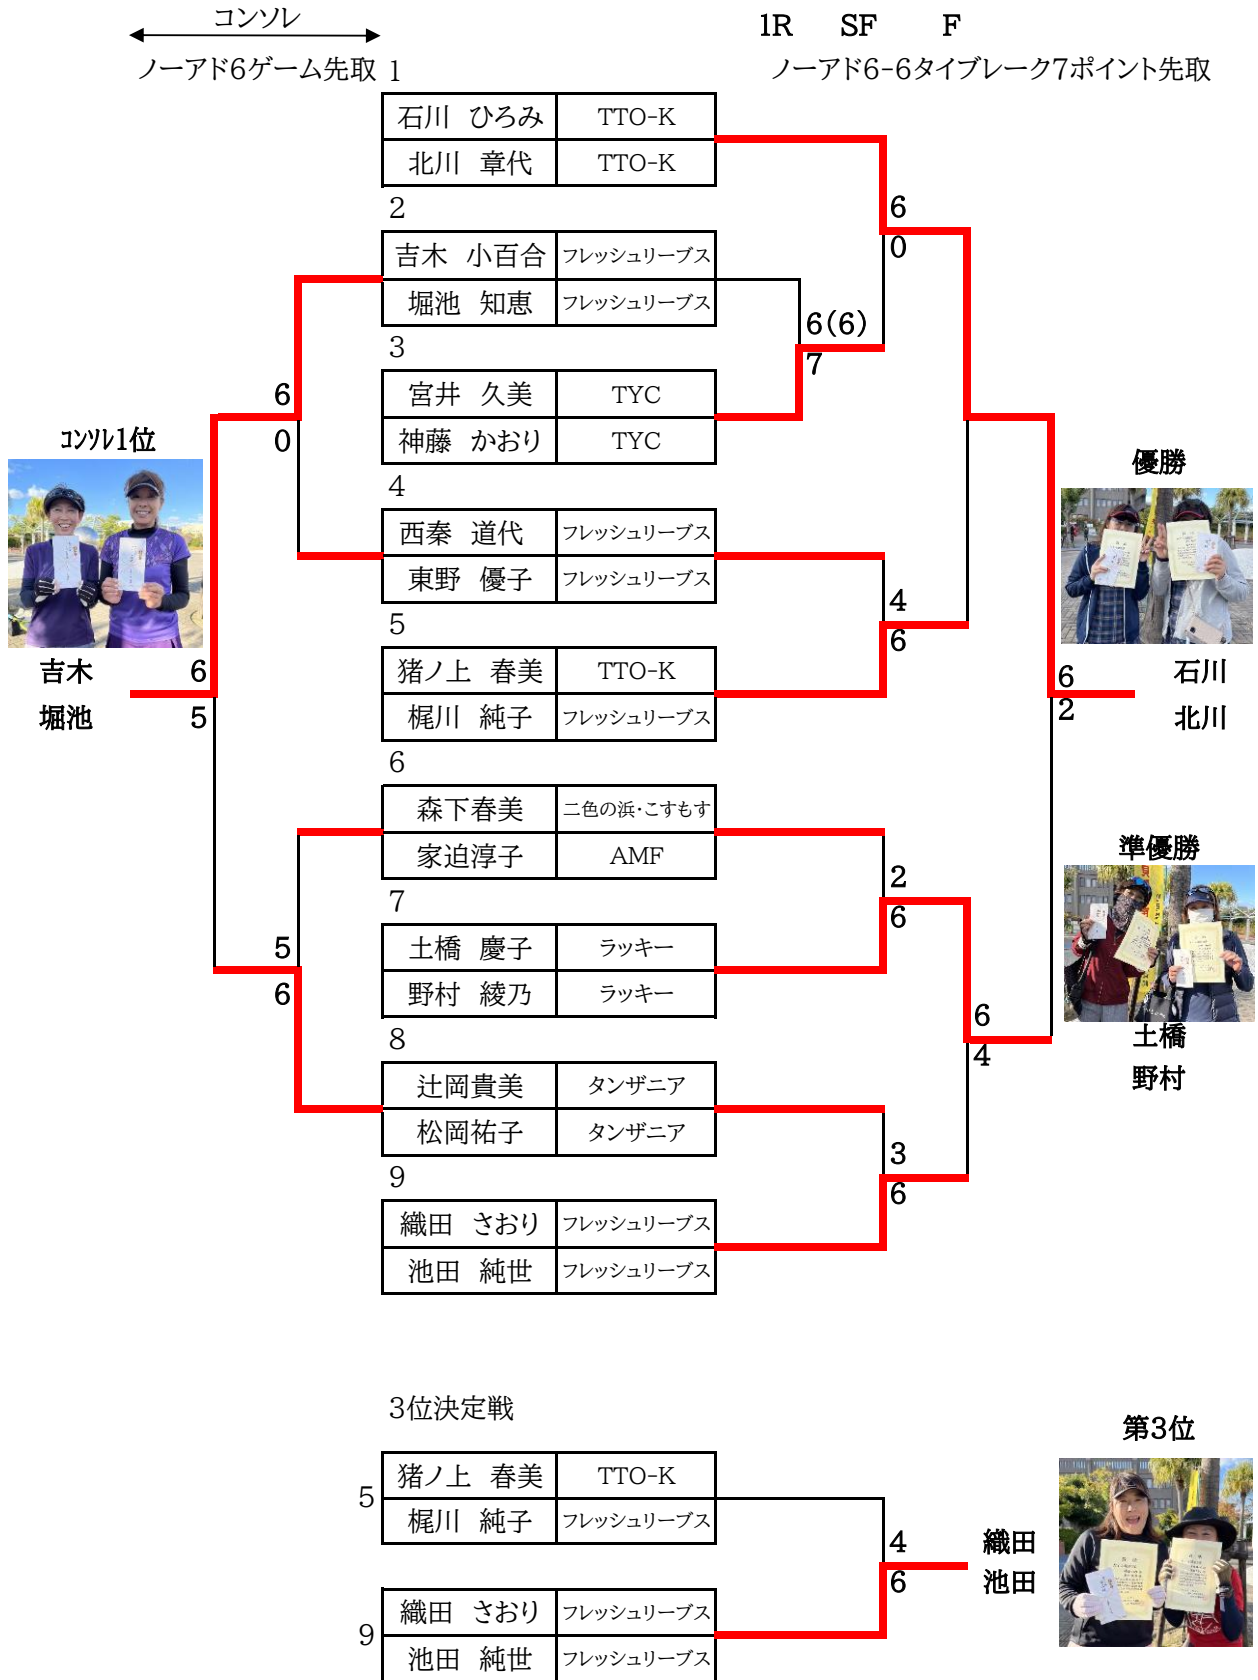 コンソレ
1R SF F
ノーアド6ゲーム先取
ノーアド6-6タイブレーク7ポイント先取
1
石川 ひろみ TTO-K
北川 章代 TTO-K
2
吉木 小百合 フレッシュリーブス
堀池 知恵 フレッシュリーブス
3
宮井 久美 TYC
神藤 かおり TYC
4
西秦 道代 フレッシュリーブス
東野 優子 フレッシュリーブス
5
猪ノ上 春美 TTO-K
梶川 純子 フレッシュリーブス
6
森下春美 二色の浜・こすもす
家迫淳子 AMF
7
土橋 慶子 ラッキー
野村 綾乃 ラッキー
8
辻岡貴美 タンザニア
松岡祐子 タンザニア
9
織田 さおり フレッシュリーブス
池田 純世 フレッシュリーブス
6
0
6(6)
7
4
6
2
6
3
6
6
4
6
2
6
0
5
6
6
5
コンソレ1位
吉木
堀池
優勝
石川
北川
準優勝
土橋
野村
3位決定戦
5
猪ノ上 春美 TTO-K
梶川 純子 フレッシュリーブス
9
織田 さおり フレッシュリーブス
池田 純世 フレッシュリーブス
4
6
織田
池田
第3位